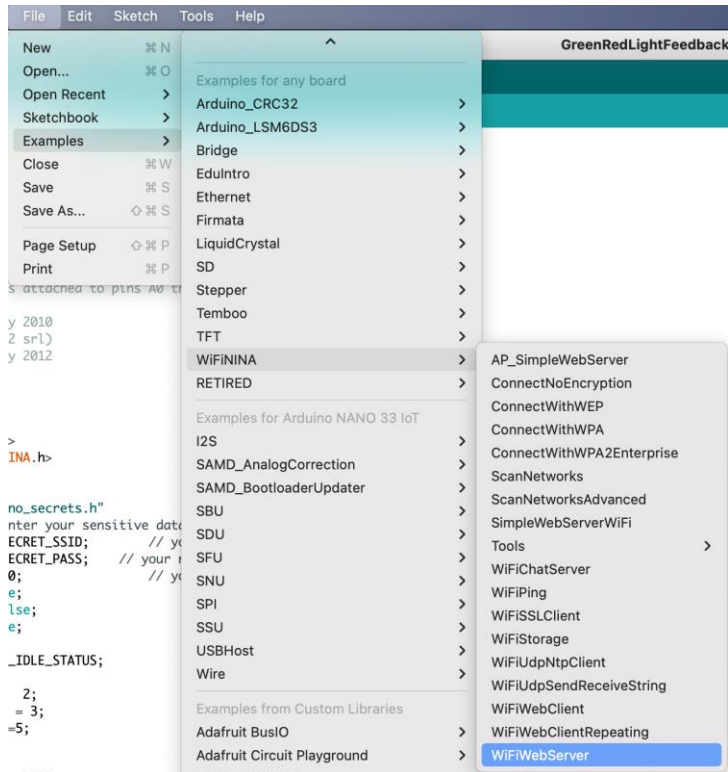 File Edit Sketch Tools Help
New ⌘ N
Open... ⌘ O
Open Recent
Sketchbook
Examples
Close ⌘ W
Save ⌘ S
Save As... ⇧ ⌘ S
Page Setup ⇧ ⌘ P
Print ⌘ P
GreenRedLightFeedback
Examples for any board
Arduino_CRC32
Arduino_LSM6DS3
Bridge
EduIntro
Ethernet
Firmata
LiquidCrystal
SD
Stepper
Temboo
TFT
WiFiNINA
RETIRED
Examples for Arduino NANO 33 IoT
I2S
SAMD_AnalogCorrection
SAMD_BootloaderUpdater
SBU
SDU
SFU
SNU
SPI
SSU
USBHost
Wire
Examples from Custom Libraries
Adafruit BusIO
Adafruit Circuit Playground
AP_SimpleWebServer
ConnectNoEncryption
ConnectWithWEP
ConnectWithWPA
ConnectWithWPA2Enterprise
ScanNetworks
ScanNetworksAdvanced
SimpleWebServerWiFi
Tools
WiFiChatServer
WiFiPing
WiFiSSLClient
WiFiStorage
WiFiUdpNtpClient
WiFiUdpSendReceiveString
WiFiWebClient
WiFiWebClientRepeating
WiFiWebServer
s attached to pins A0 t
y 2010
2 srl)
y 2012
>
INA.h>
no_secrets.h"
nter your sensitive data
ECRET_SSID; // y
ECRET_PASS; // your
0; // y
e;
lse;
e;
_IDLE_STATUS;
2;
= 3;
=5;